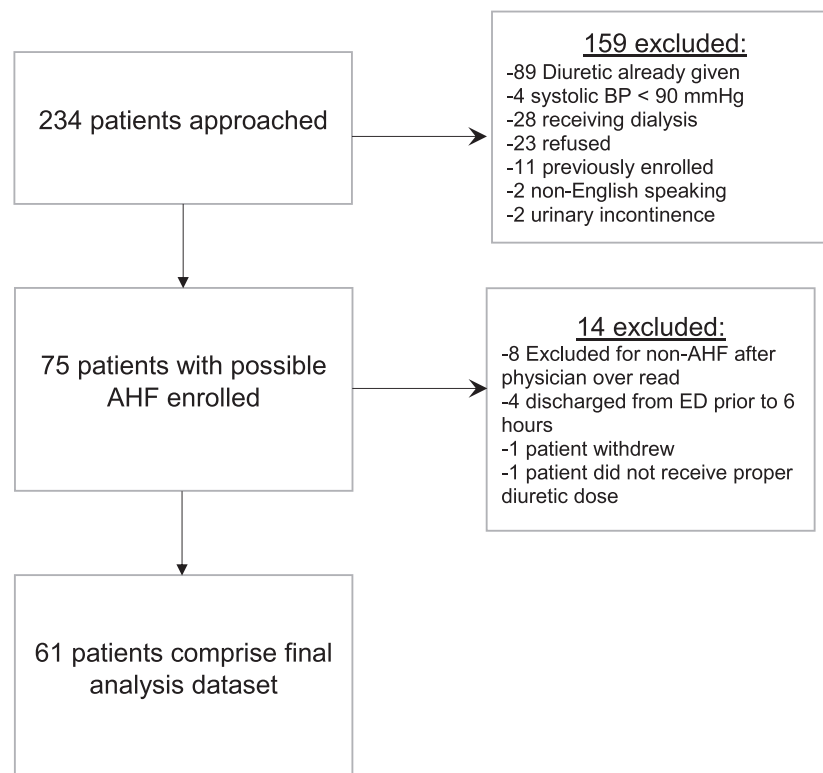 234 patients approached
159 excluded:
-89 Diuretic already given
-4 systolic BP < 90 mmHg
-28 receiving dialysis
-23 refused
-11 previously enrolled
-2 non-English speaking
-2 urinary incontinence
75 patients with possible
AHF enrolled
14 excluded:
-8 Excluded for non-AHF after
physician over read
-4 discharged from ED prior to 6
hours
-1 patient withdrew
-1 patient did not receive proper
diuretic dose
61 patients comprise final
analysis dataset